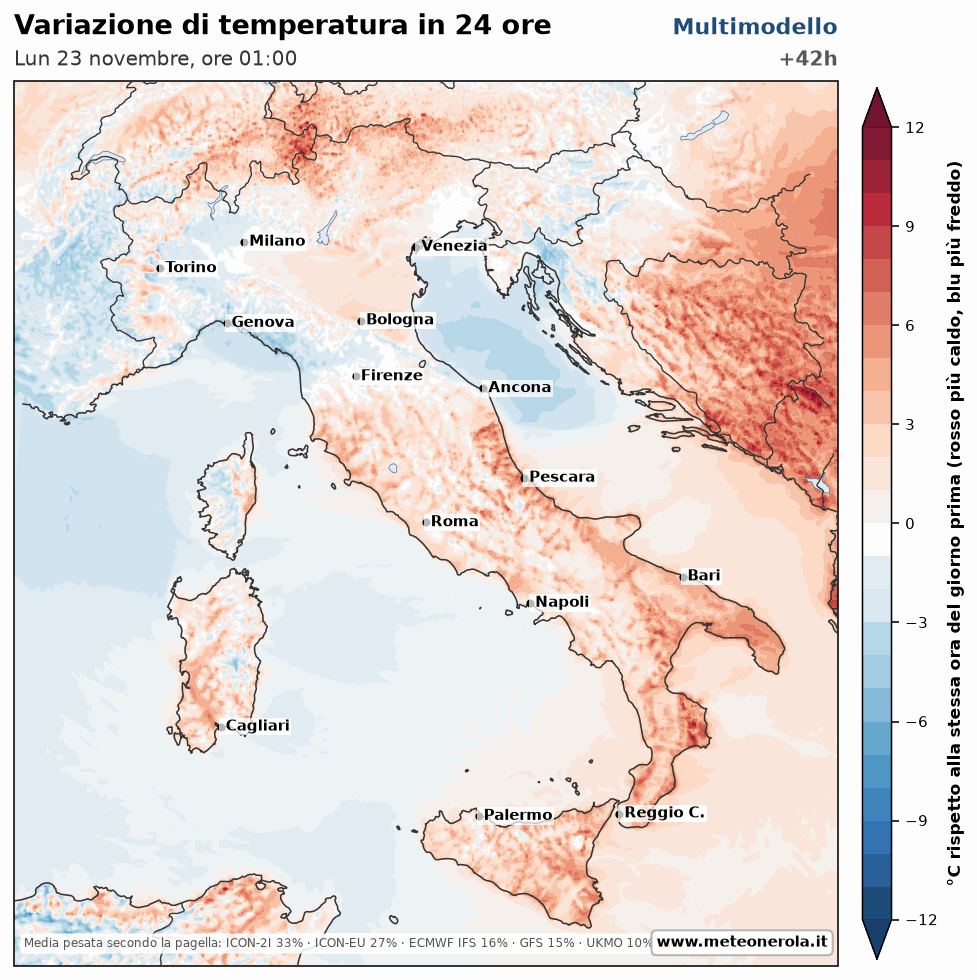 Variazione di temperatura in 24 ore
Multimodello
Lun 23 novembre, ore 01:00
+42h
Milano
Venezia
Torino
Genova
Bologna
Firenze
Ancona
Pescara
Roma
Bari
Napoli
Cagliari
Palermo
Reggio C.
Media pesata secondo la pagella: ICON-2I 33% · ICON-EU 27% · ECMWF IFS 16% · GFS 15% · UKMO 10%
www.meteonerola.it
12
9
6
3
0
−3
−6
−9
−12
°C rispetto alla stessa ora del giorno prima (rosso più caldo, blu più freddo)